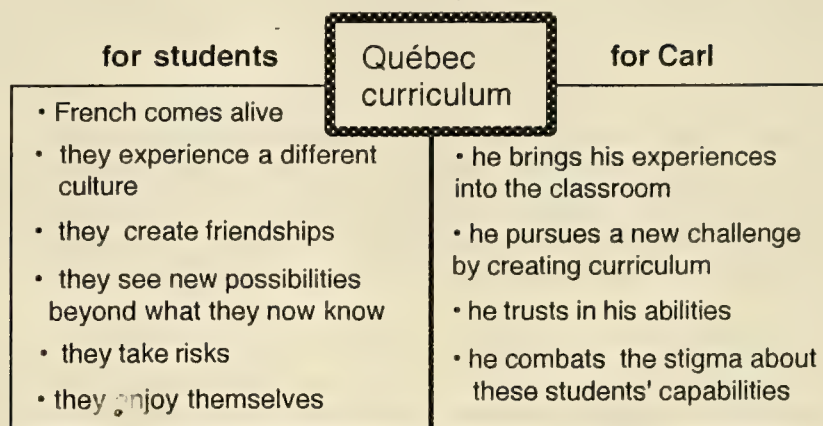 for students
Québec
curriculum
for Carl
• French comes alive
• they experience a different
culture
• they create friendships
• they see new possibilities
beyond what they now know
• they take risks
• they enjoy themselves
• he brings his experiences
into the classroom
• he pursues a new challenge
by creating curriculum
• he trusts in his abilities
• he combats the stigma about
these students' capabilities